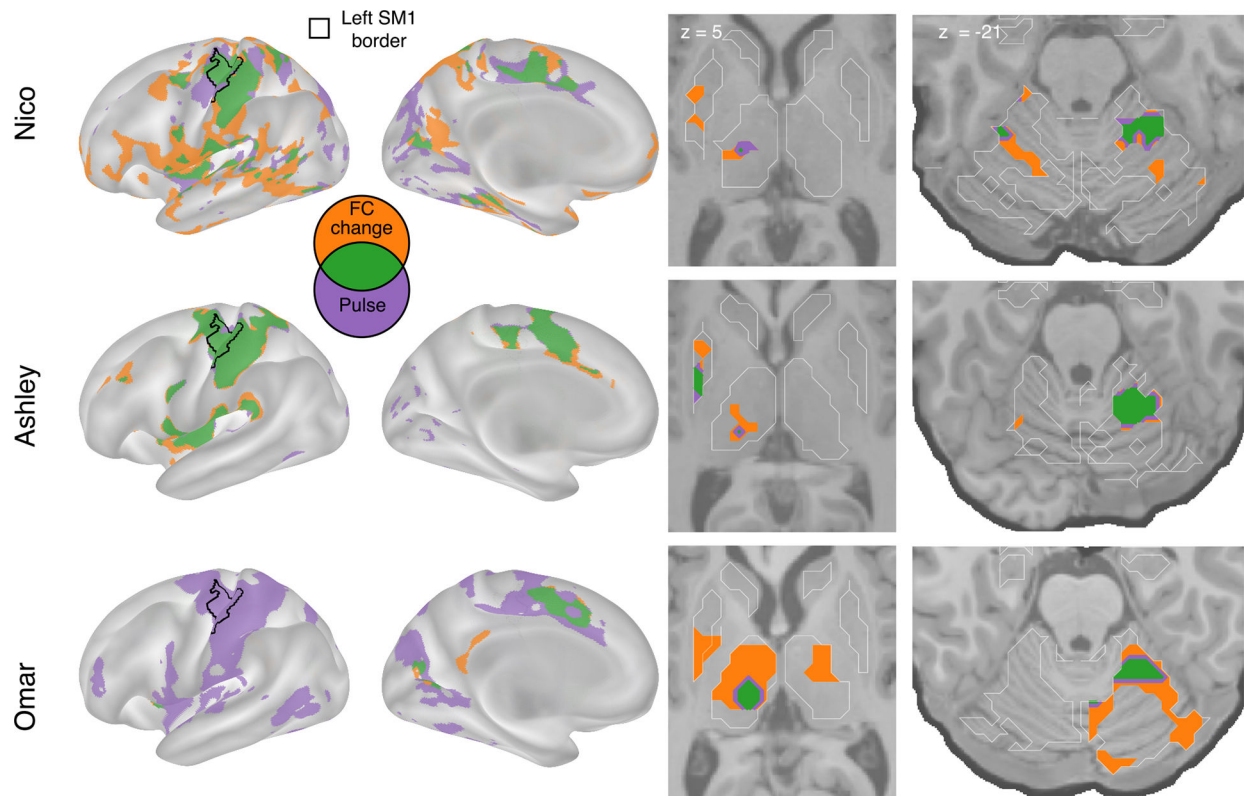 Left SM1
border
z = 5
z = -21
Nico
FC
change
Pulse
Ashley
Omar